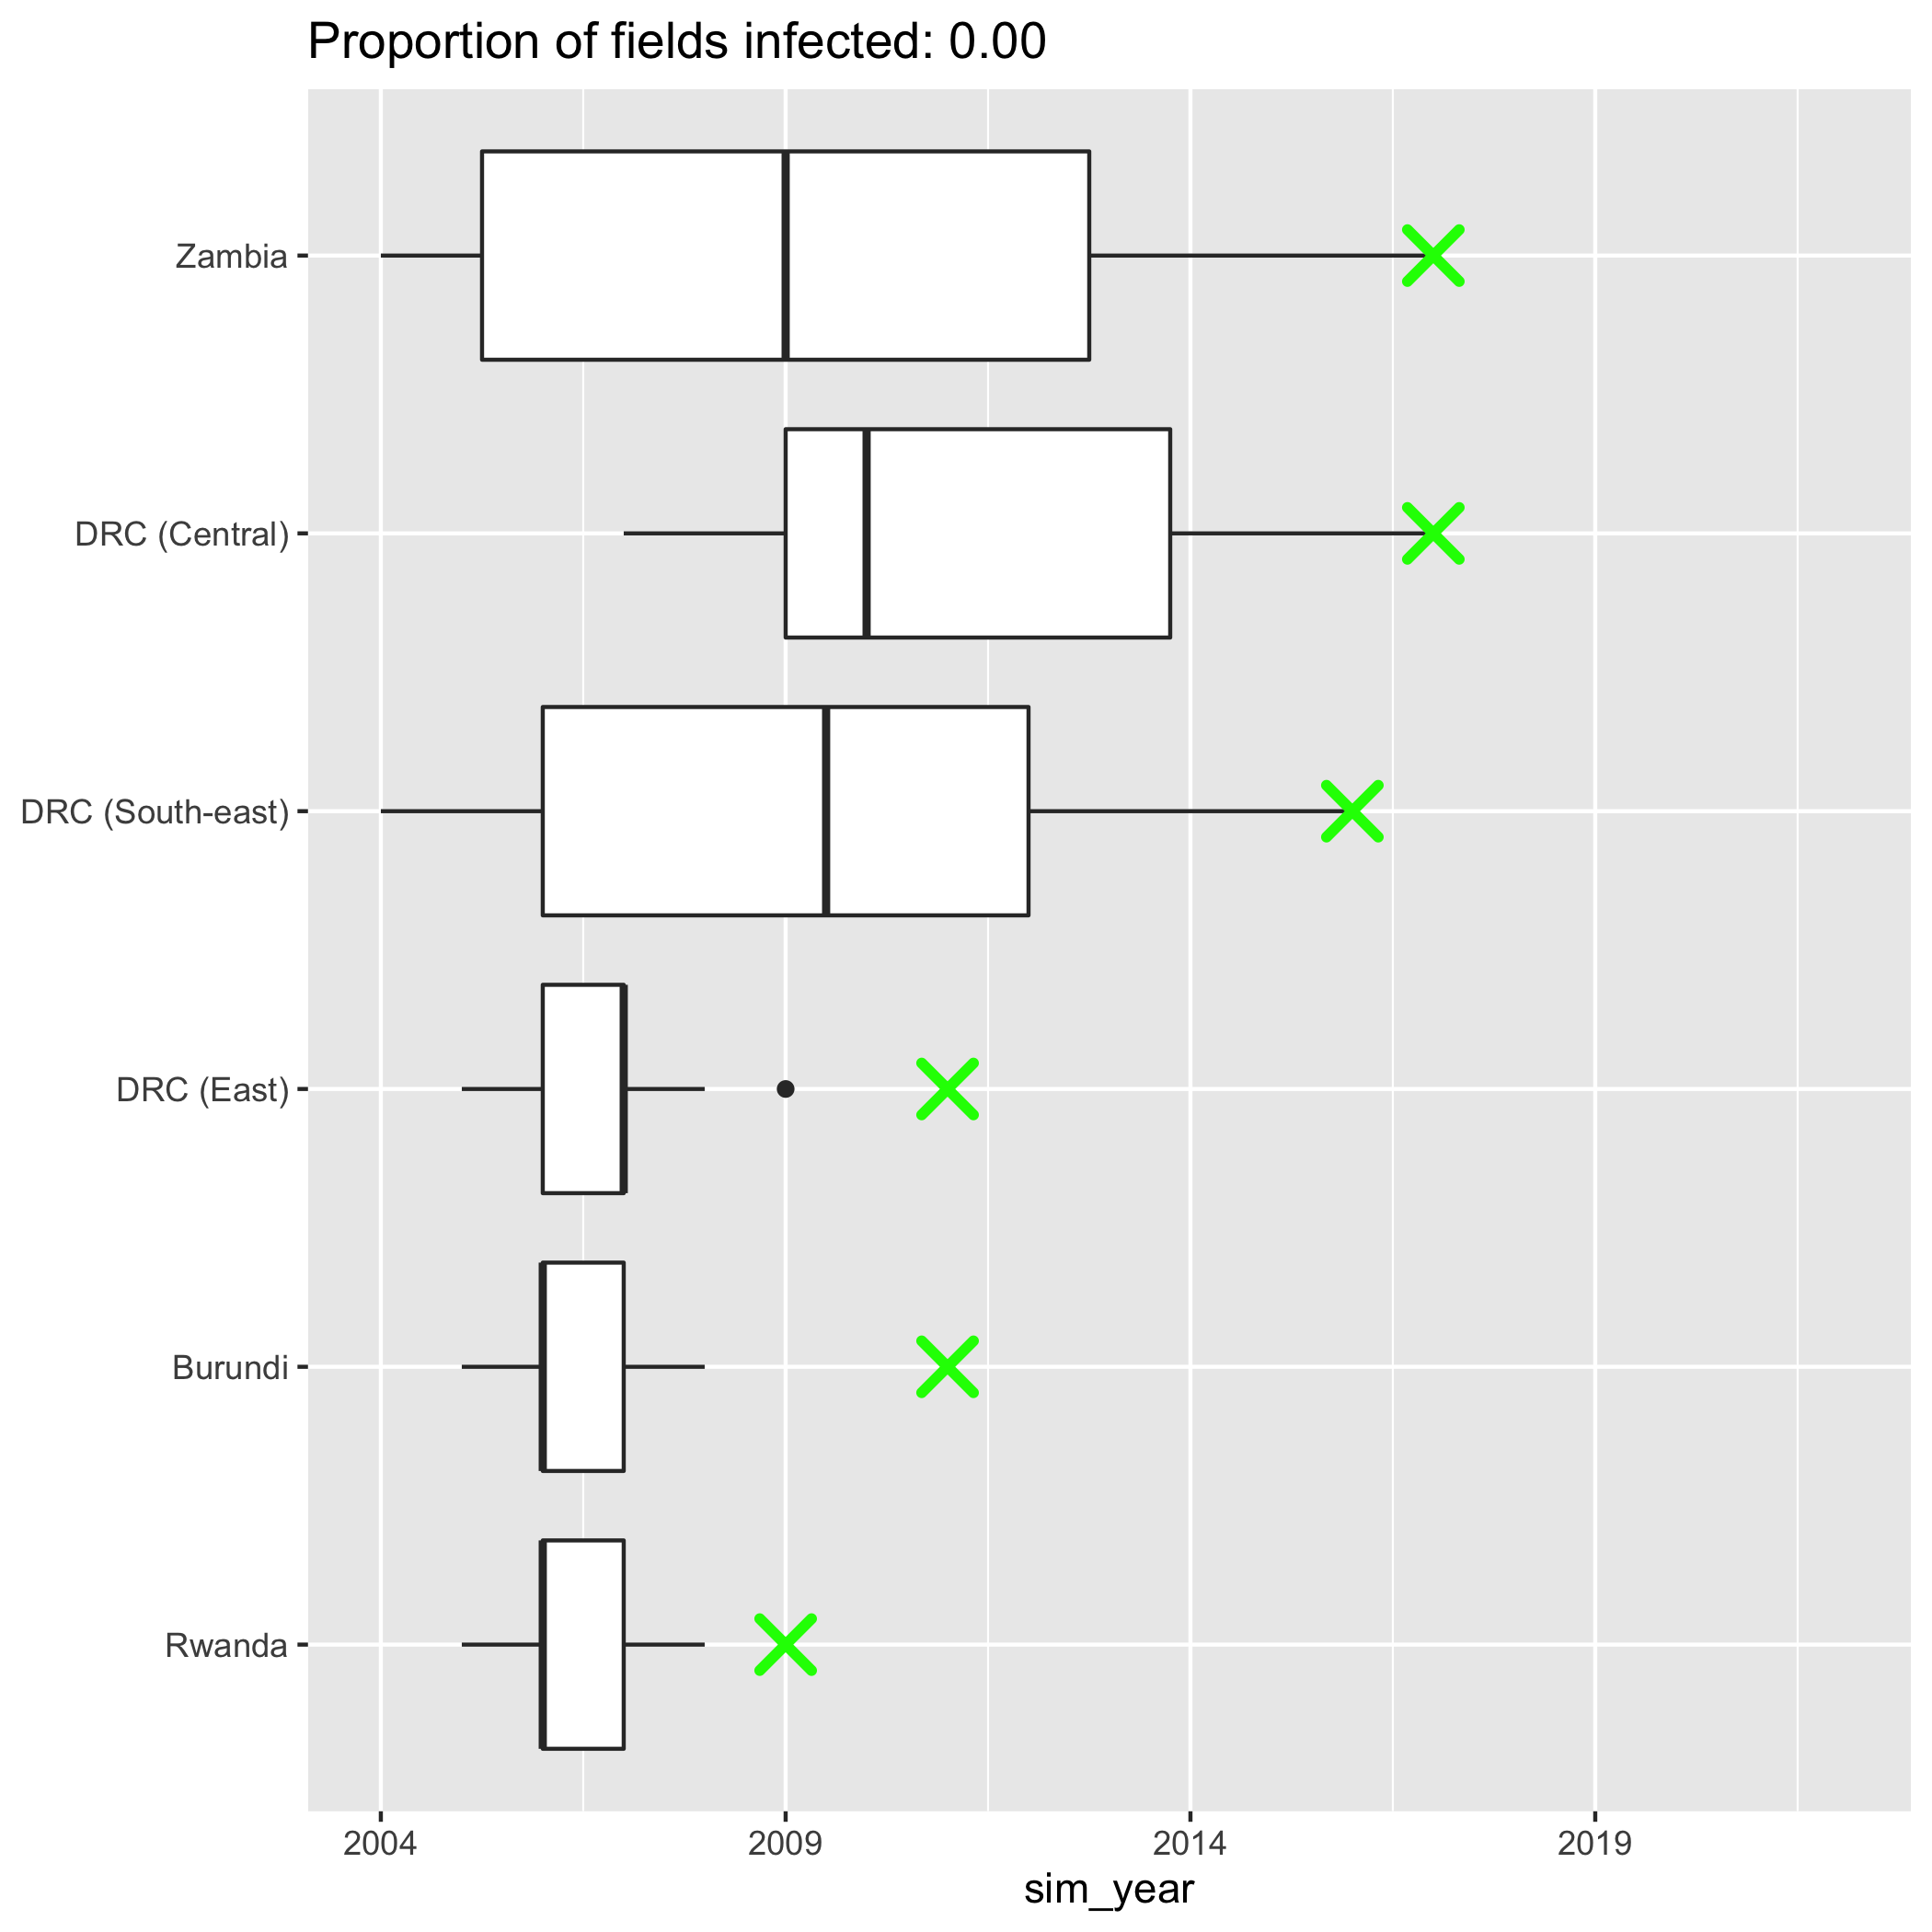 Proportion of fields infected: 0.00
Zambia
DRC (Central)
DRC (South-east)
DRC (East)
Burundi
Rwanda
2004 2009 2014 2019
sim_year